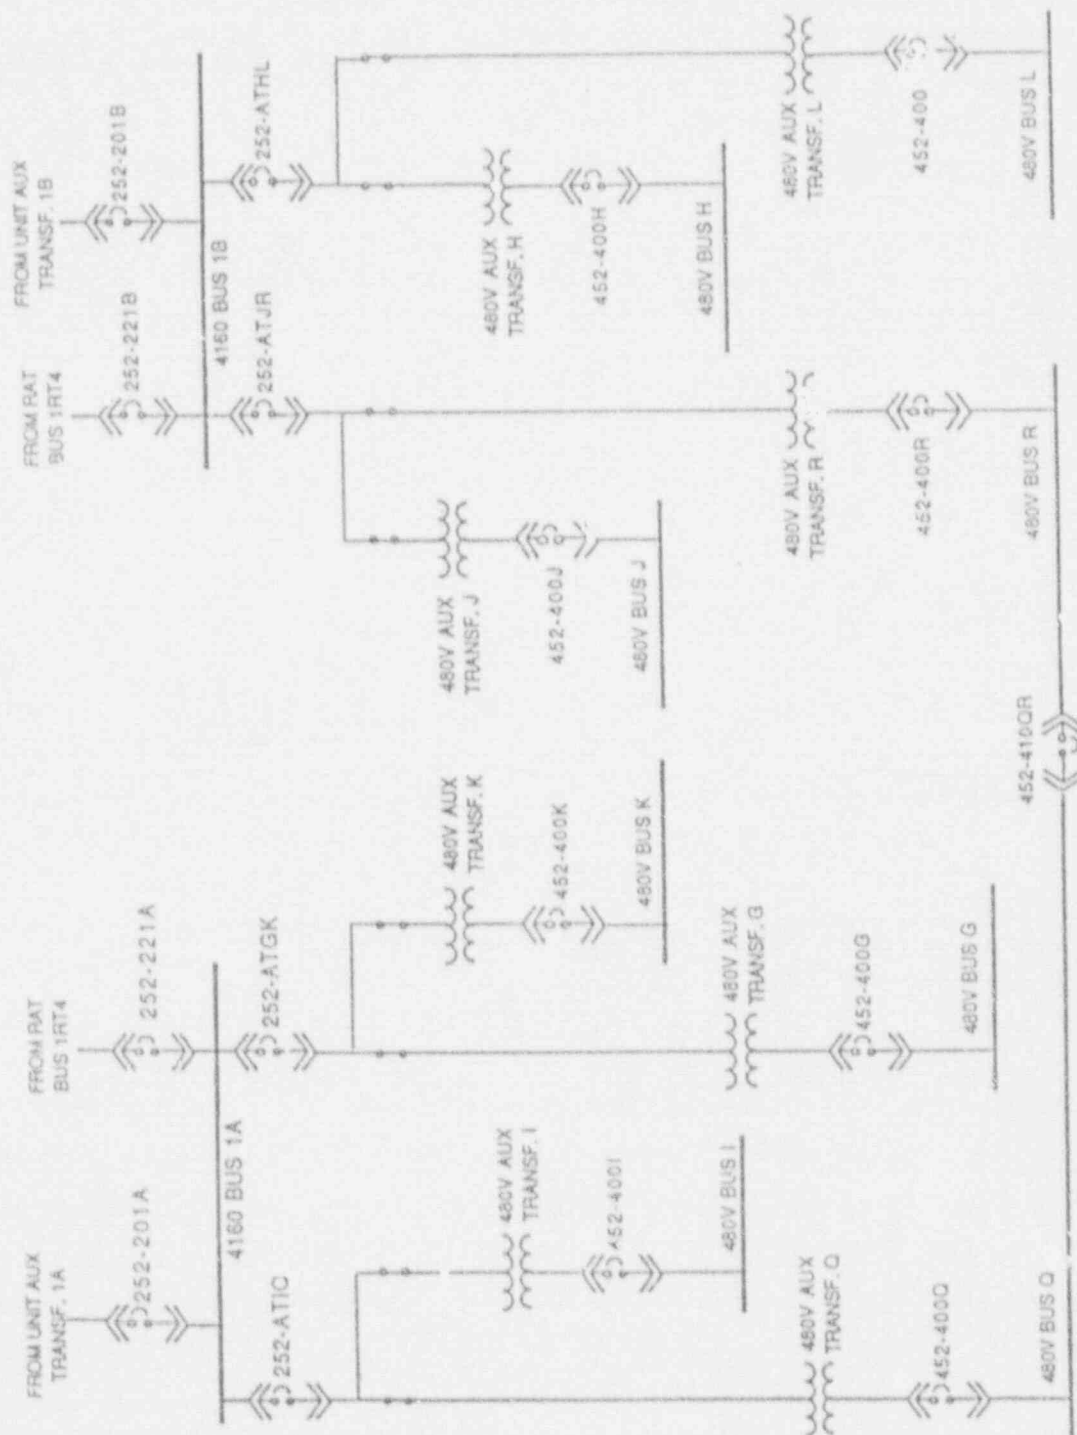 FROM UNIT AUX
TRANSF. 1A
252-201A
FROM RAT
BUS 1RT4
252-221A
4160 BUS 1A
252-ATIC
252-ATGK
480V AUX
TRANSF. I
452-400I
480V BUS I
480V AUX
TRANSF. Q
452-400Q
480V BUS Q
480V AUX
TRANSF. K
452-400K
480V BUS K
480V AUX
TRANSF. G
452-400G
480V BUS G
452-410QR
FROM RAT
BUS 1RT4
252-221B
FROM UNIT AUX
TRANSF. 1B
252-201B
4160 BUS 1B
252-ATJR
252-ATHL
480V AUX
TRANSF. J
452-400J
480V BUS J
480V AUX
TRANSF. R
452-400R
480V BUS R
480V AUX
TRANSF. H
452-400H
480V BUS H
480V AUX
TRANSF. L
452-400
480V BUS L